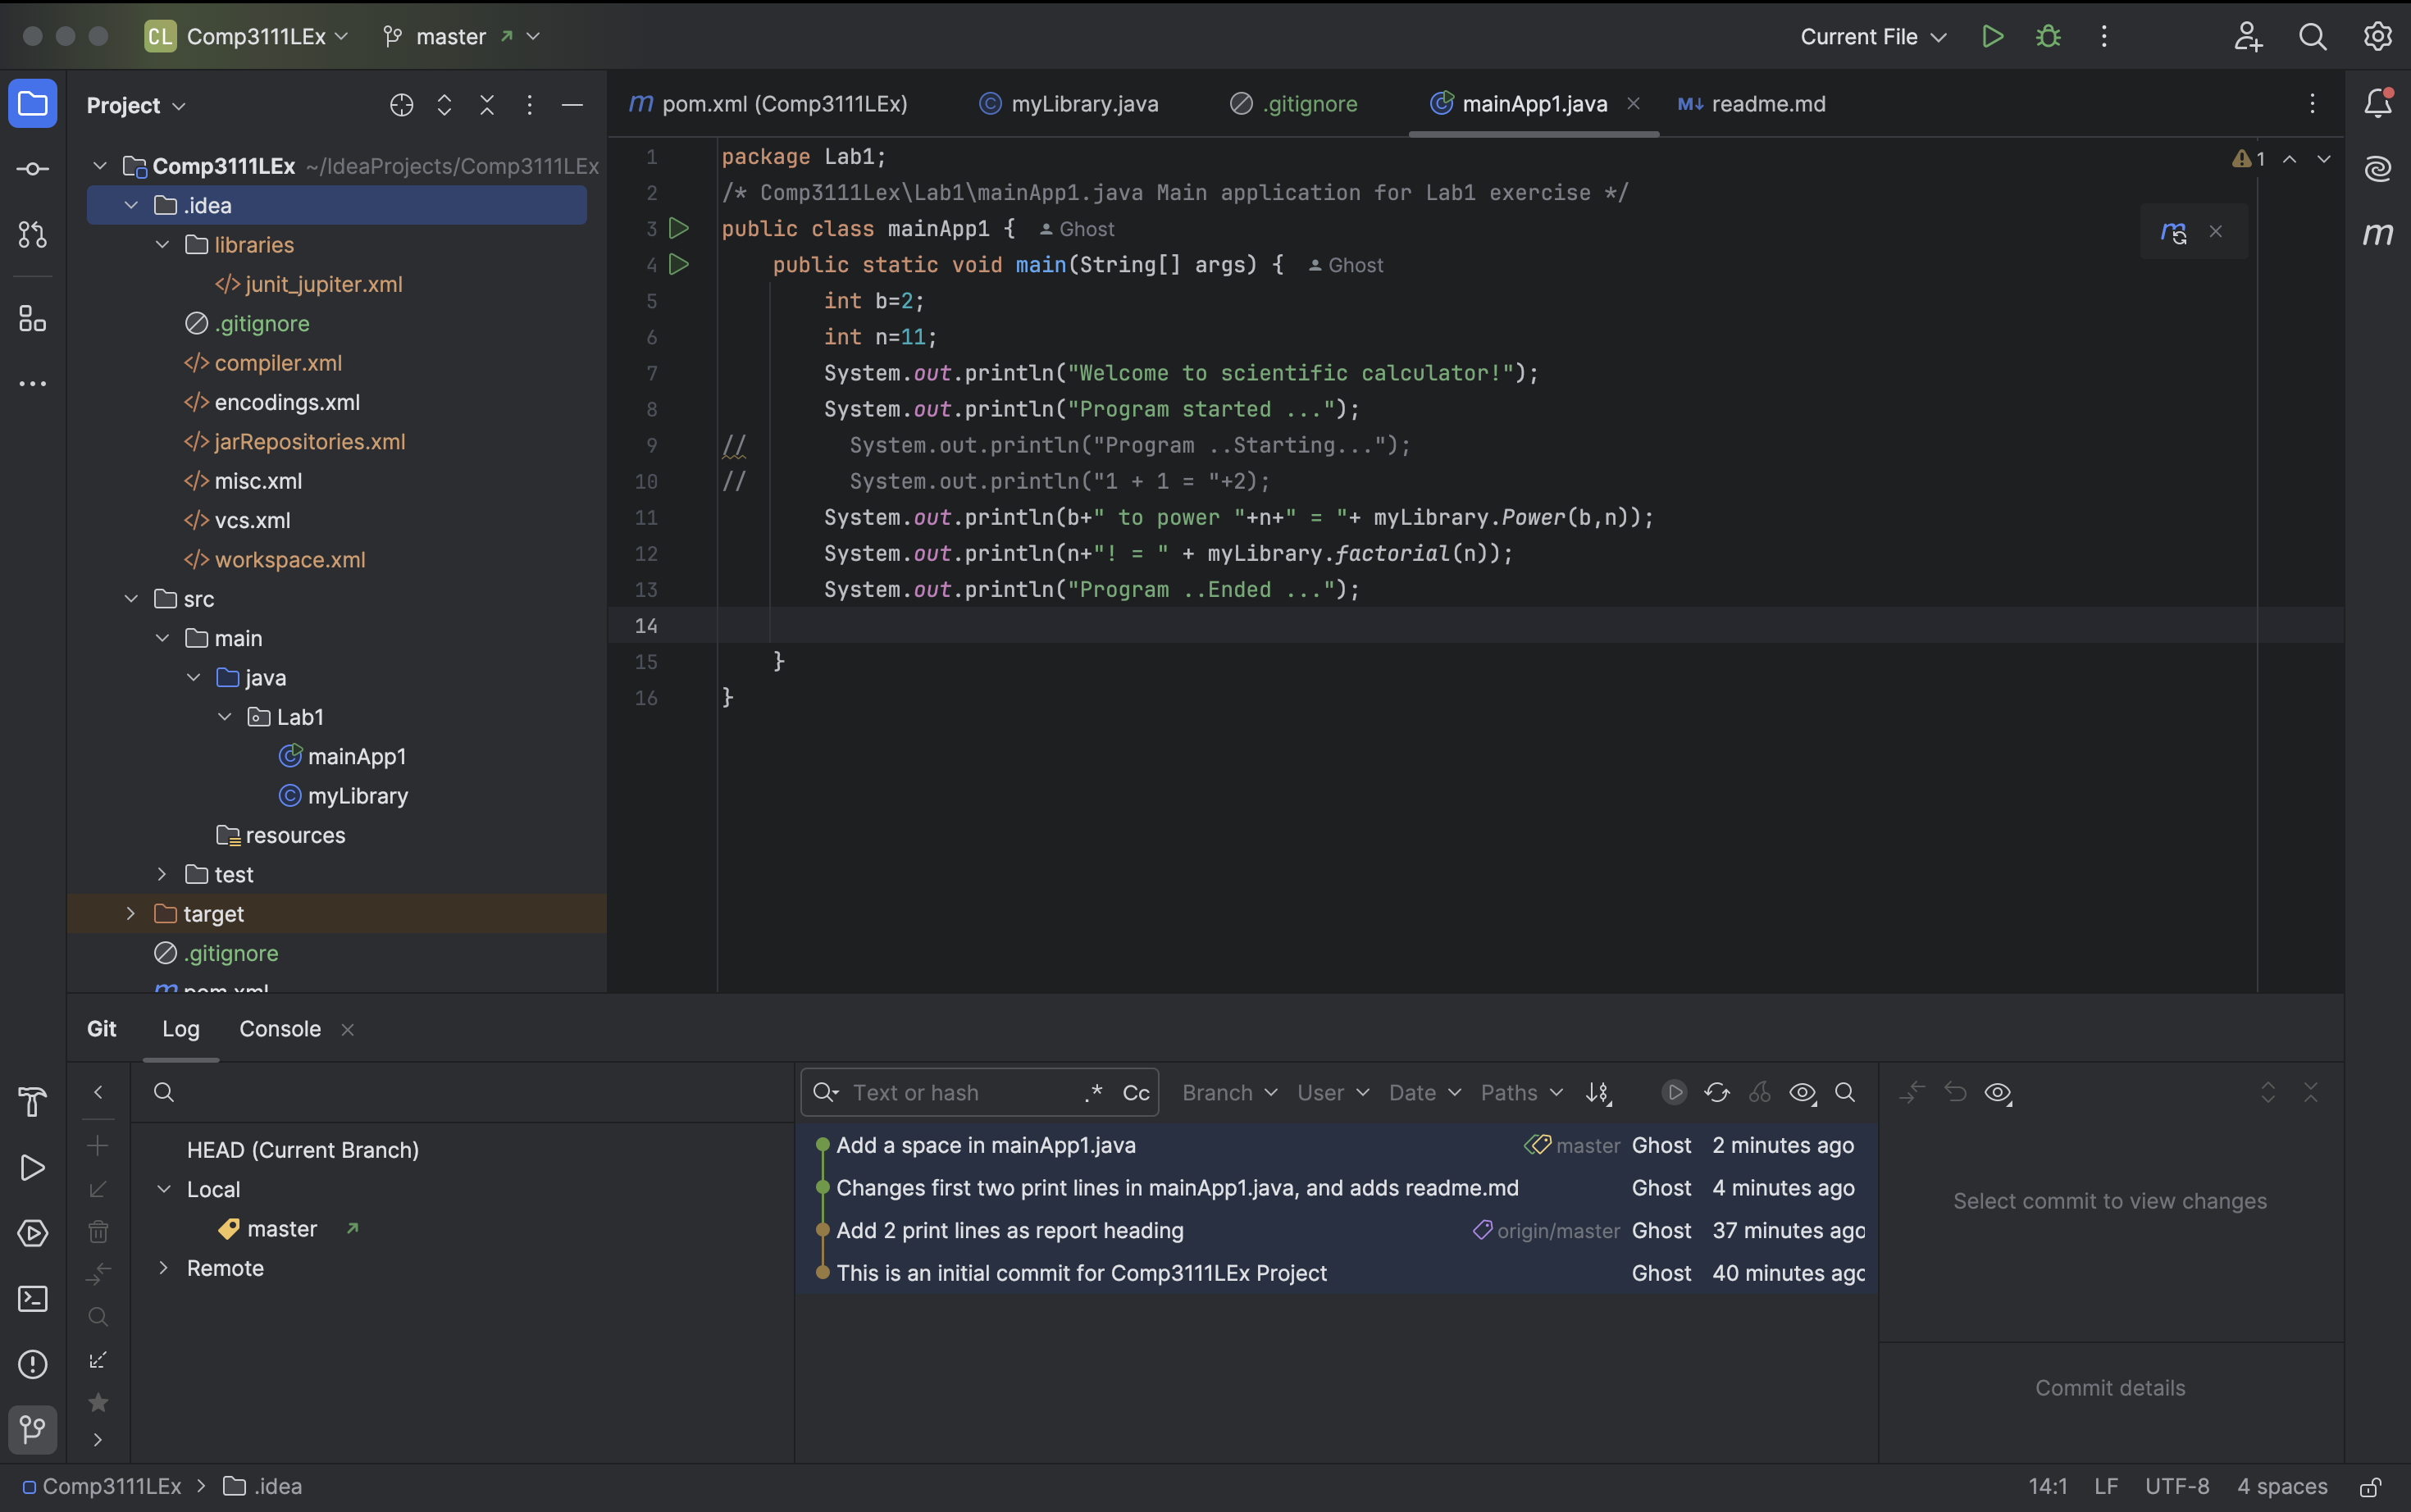 CL Comp3111LEx master Current File
Project
pom.xml (Comp3111LEx) myLibrary.java .gitignore mainApp1.java readme.md
Comp3111LEx ~/IdeaProjects/Comp3111LEx
.idea
libraries
junit_jupiter.xml
.gitignore
compiler.xml
encodings.xml
jarRepositories.xml
misc.xml
vcs.xml
workspace.xml
src
main
java
Lab1
mainApp1
myLibrary
resources
test
target
.gitignore
pom.xml
1 package Lab1;
2 /* Comp3111Lex\Lab1\mainApp1.java Main application for Lab1 exercise */
3 public class mainApp1 { Ghost
4 public static void main(String[] args) { Ghost
5 int b=2;
6 int n=11;
7 System.out.println("Welcome to scientific calculator!");
8 System.out.println("Program started ...");
9 // System.out.println("Program ..Starting...");
10 // System.out.println("1 + 1 = "+2);
11 System.out.println(b+" to power "+n+" = "+ myLibrary.Power(b,n));
12 System.out.println(n+"! = " + myLibrary.factorial(n));
13 System.out.println("Program ..Ended ...");
14
15 }
16 }
1
Git Log Console
HEAD (Current Branch)
Local
master
Remote
Text or hash .* Cc Branch User Date Paths
Add a space in mainApp1.java master Ghost 2 minutes ago
Changes first two print lines in mainApp1.java, and adds readme.md Ghost 4 minutes ago
Add 2 print lines as report heading origin/master Ghost 37 minutes ago
This is an initial commit for Comp3111LEx Project Ghost 40 minutes ago
Select commit to view changes
Commit details
Comp3111LEx > .idea 14:1 LF UTF-8 4 spaces